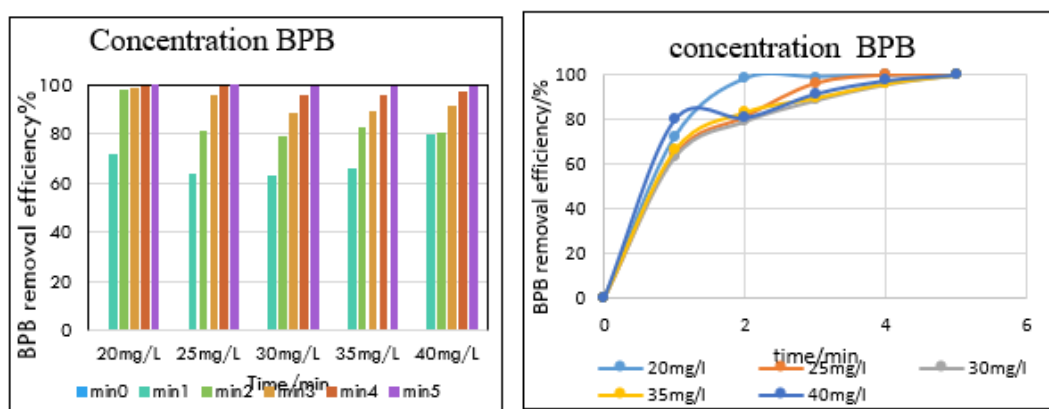 Concentration BPB
BPB removal efficiency%
100
80
60
40
20
0
20mg/L 25mg/L 30mg/L 35mg/L 40mg/L
Time/min
min0 min1 min2 min3 min4 min5
concentration BPB
BPB removal efficiency/%
100
80
60
40
20
0
0 2 4 6
time/min
20mg/l 25mg/l 30mg/l
35mg/l 40mg/l